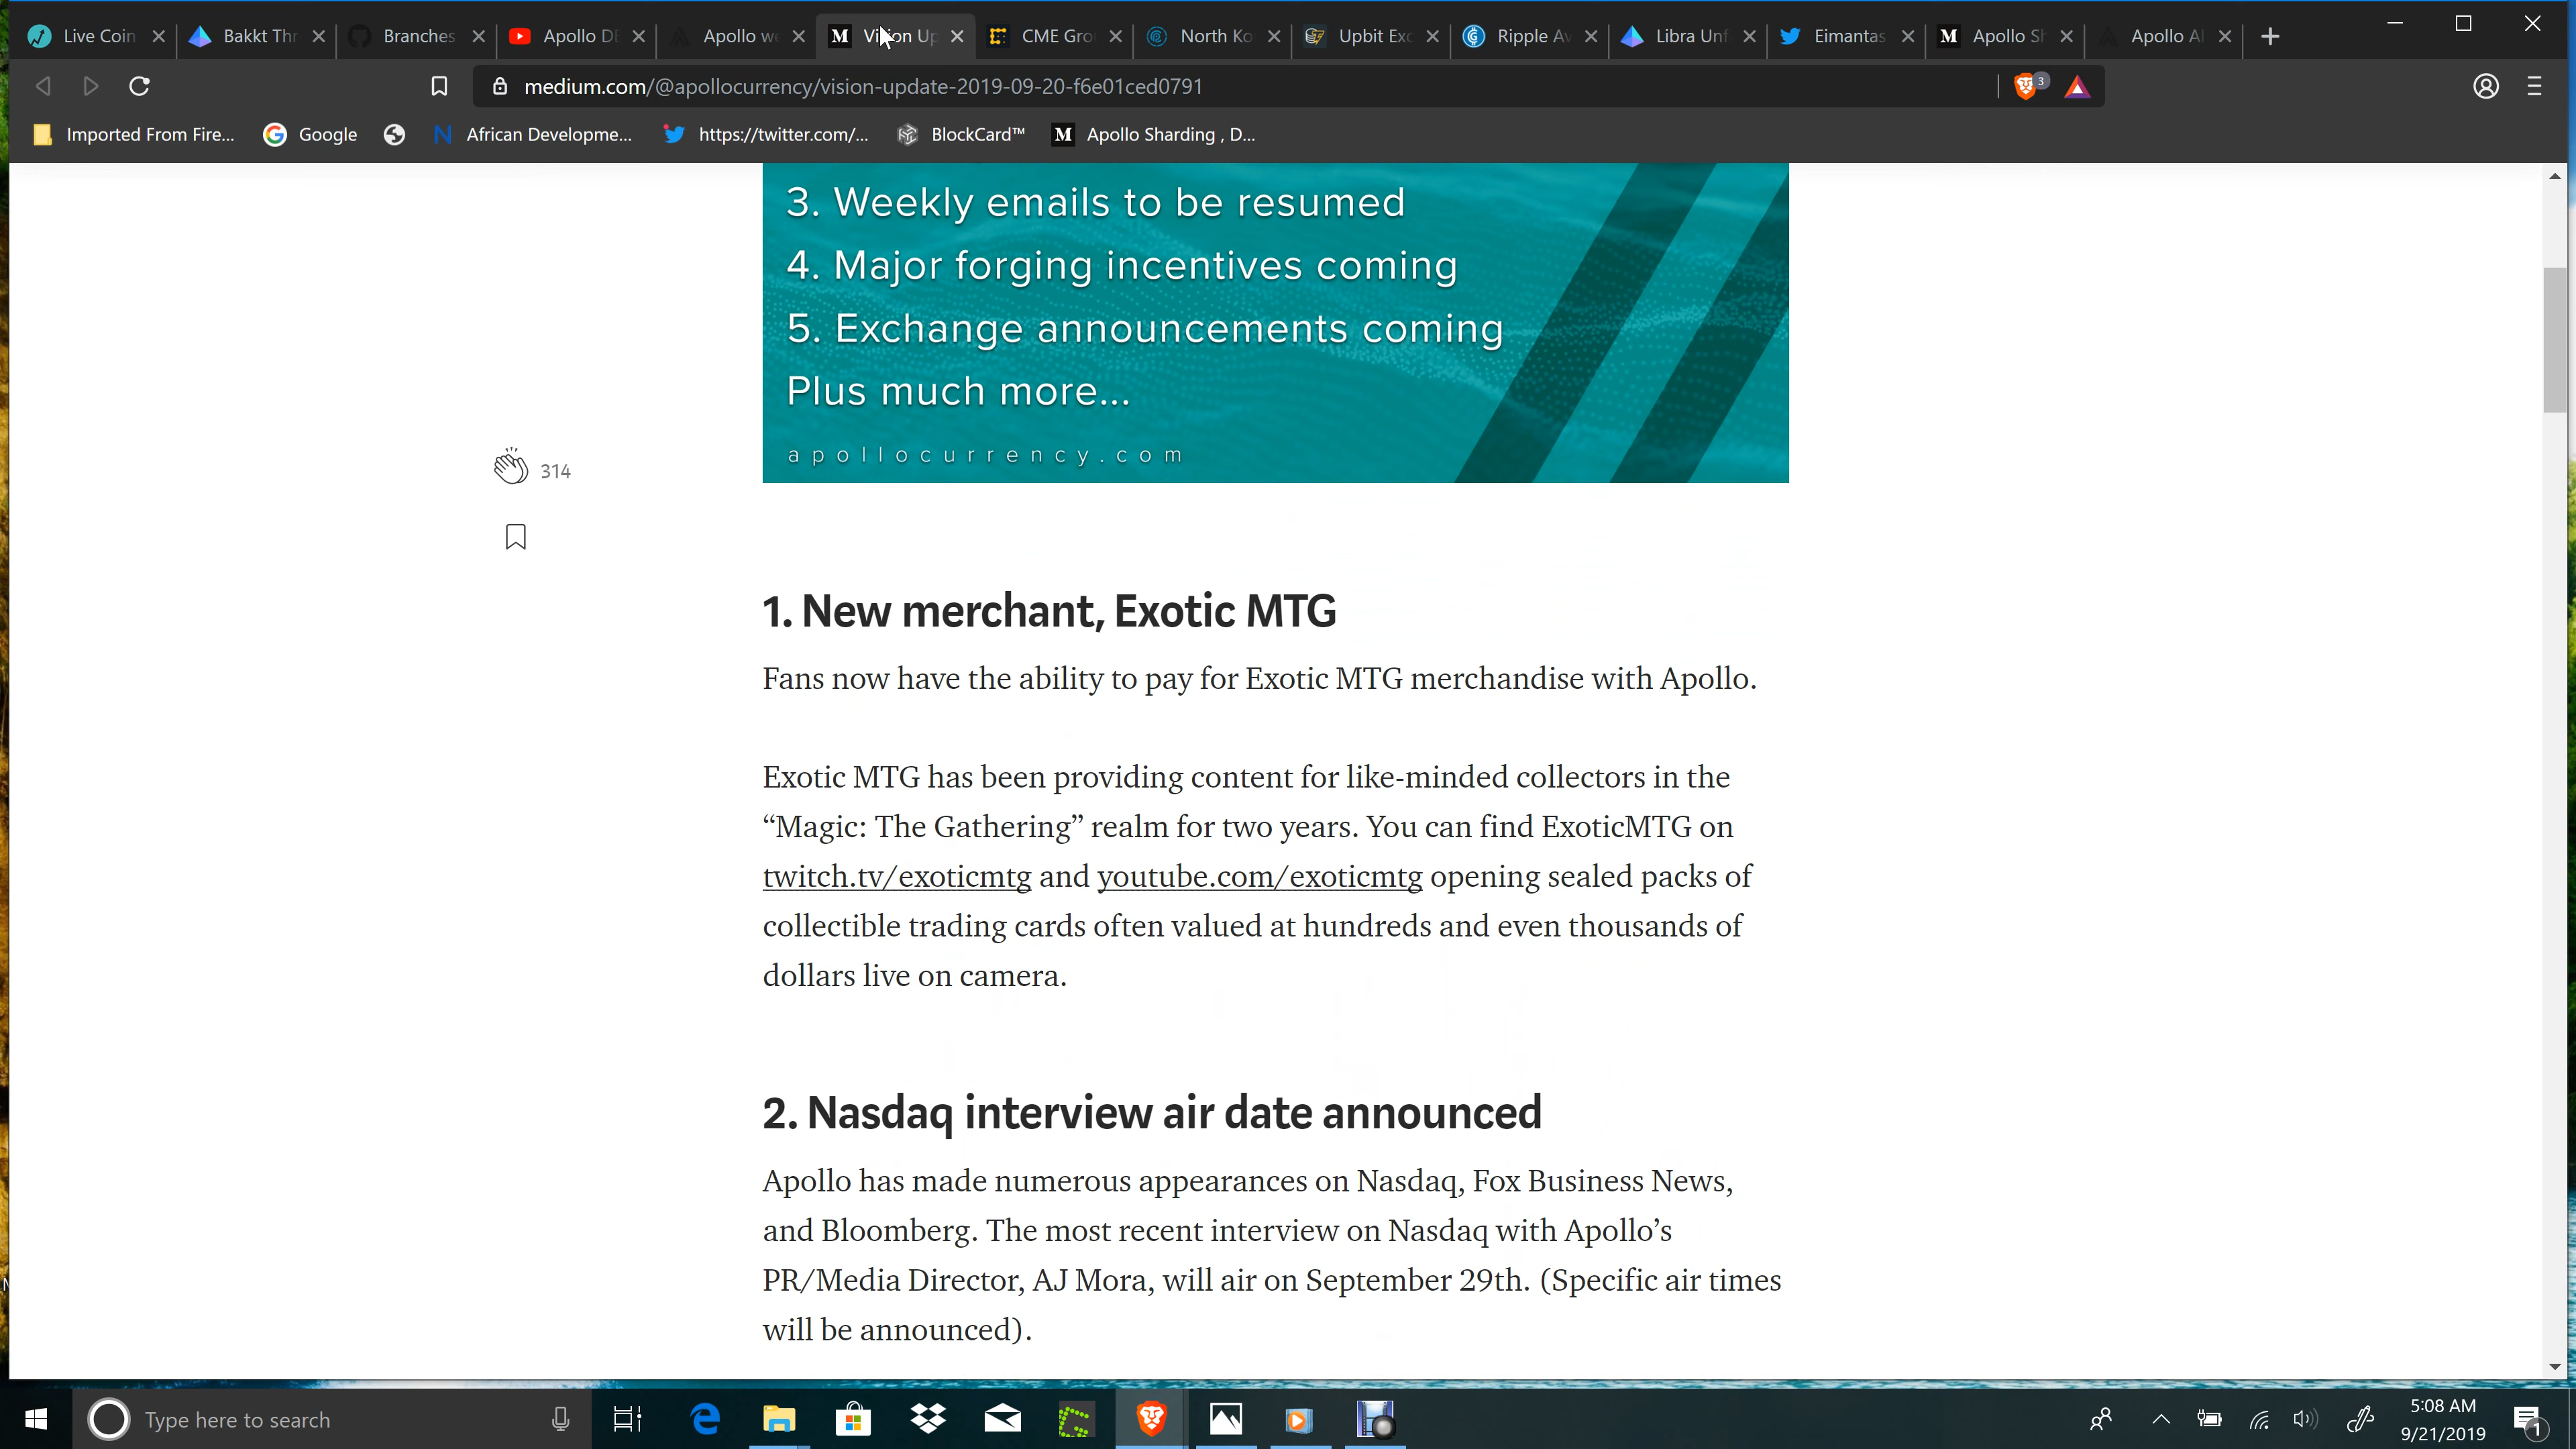 Live Coin
Bakkt Thr
Branches
Apollo DE
Apollo we
Vision Up
CME Gro
North Ko
Upbit Exc
Ripple Av
Libra Unf
Eimantas
Apollo Sh
Apollo Al
medium.com/@apollocurrency/vision-update-2019-09-20-f6e01ced0791
3
Imported From Fire...
Google
African Developme...
https://twitter.com/...
BlockCard™
Apollo Sharding , D...
3. Weekly emails to be resumed
4. Major forging incentives coming
5. Exchange announcements coming
Plus much more...
apollocurrency.com
314
1. New merchant, Exotic MTG
Fans now have the ability to pay for Exotic MTG merchandise with Apollo.
Exotic MTG has been providing content for like-minded collectors in the
“Magic: The Gathering” realm for two years. You can find ExoticMTG on
twitch.tv/exoticmtg and youtube.com/exoticmtg opening sealed packs of
collectible trading cards often valued at hundreds and even thousands of
dollars live on camera.
2. Nasdaq interview air date announced
Apollo has made numerous appearances on Nasdaq, Fox Business News,
and Bloomberg. The most recent interview on Nasdaq with Apollo’s
PR/Media Director, AJ Mora, will air on September 29th. (Specific air times
will be announced).
Type here to search
5:08 AM
9/21/2019
1